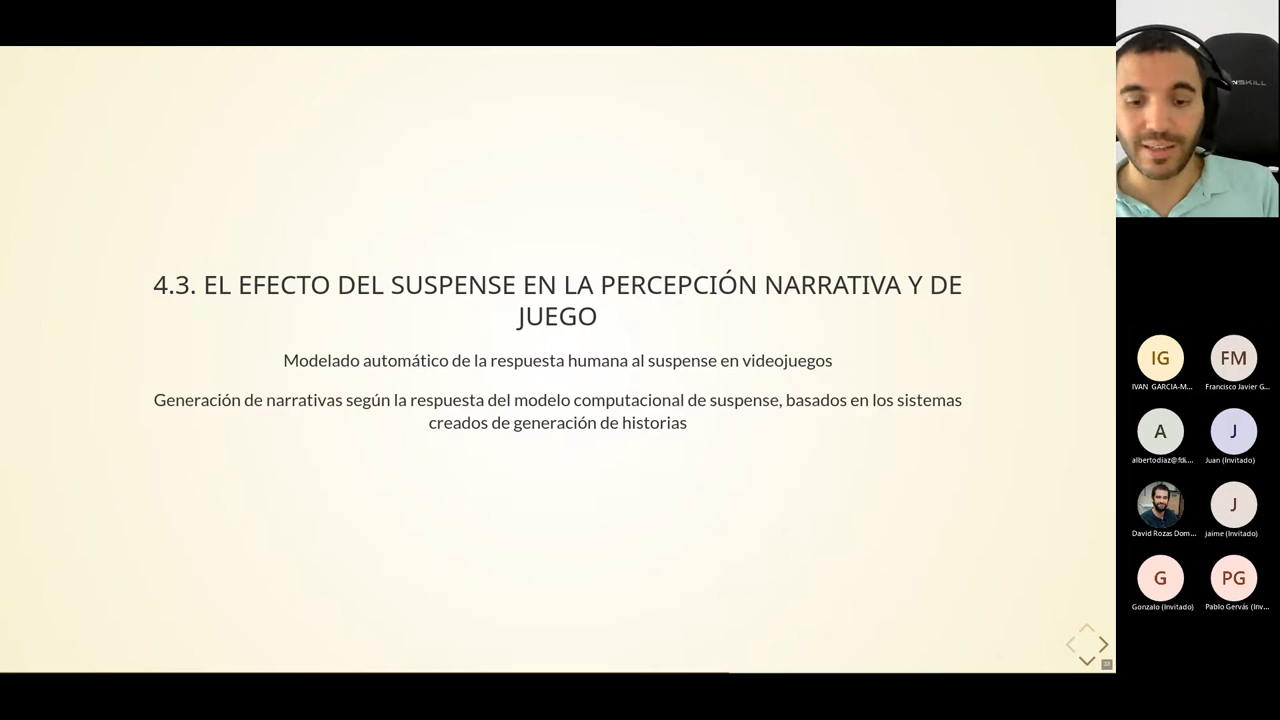 4.3. EL EFECTO DEL SUSPENSE EN LA PERCEPCIÓN NARRATIVA Y DE
JUEGO
Modelado automático de la respuesta humana al suspense en videojuegos
Generación de narrativas según la respuesta del modelo computacional de suspense, basados en los sistemas
creados de generación de historias
IG
FM
IVAN GARCIA-M...
Francisco Javier G...
A
J
albertodiaz@fdi....
Juan (Invitado)
J
David Rozas Dom...
jaime (Invitado)
G
PG
Gonzalo (Invitado)
Pablo Gervás (Inv...